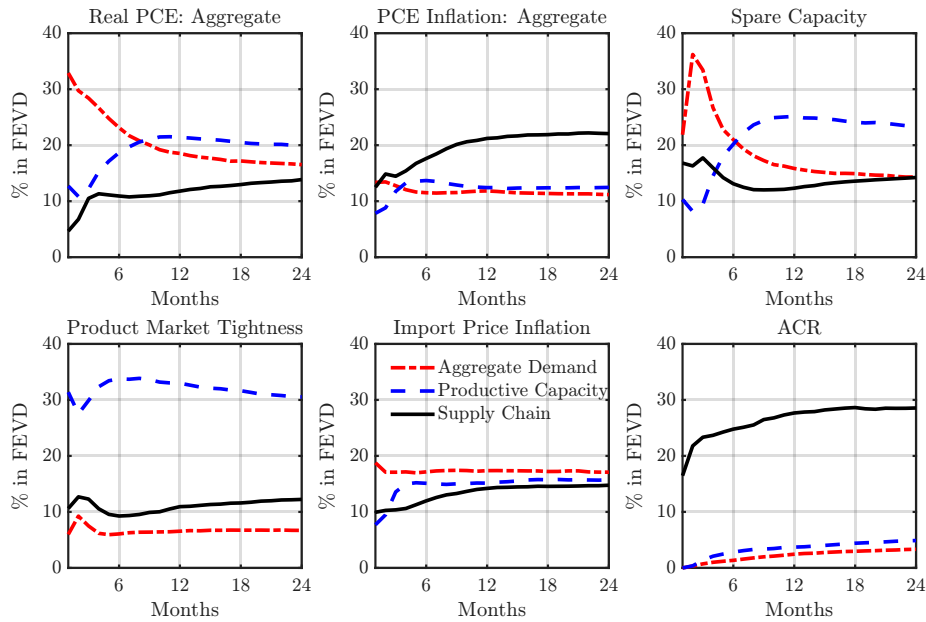 Real PCE: Aggregate
% in FEVD
40
30
20
10
0
6 12 18 24
Months
PCE Inflation: Aggregate
% in FEVD
40
30
20
10
0
6 12 18 24
Months
Spare Capacity
% in FEVD
40
30
20
10
0
6 12 18 24
Months
Product Market Tightness
% in FEVD
40
30
20
10
0
6 12 18 24
Months
Import Price Inflation
% in FEVD
40
30
20
10
0
Aggregate Demand
Productive Capacity
Supply Chain
6 12 18 24
Months
ACR
% in FEVD
40
30
20
10
0
6 12 18 24
Months